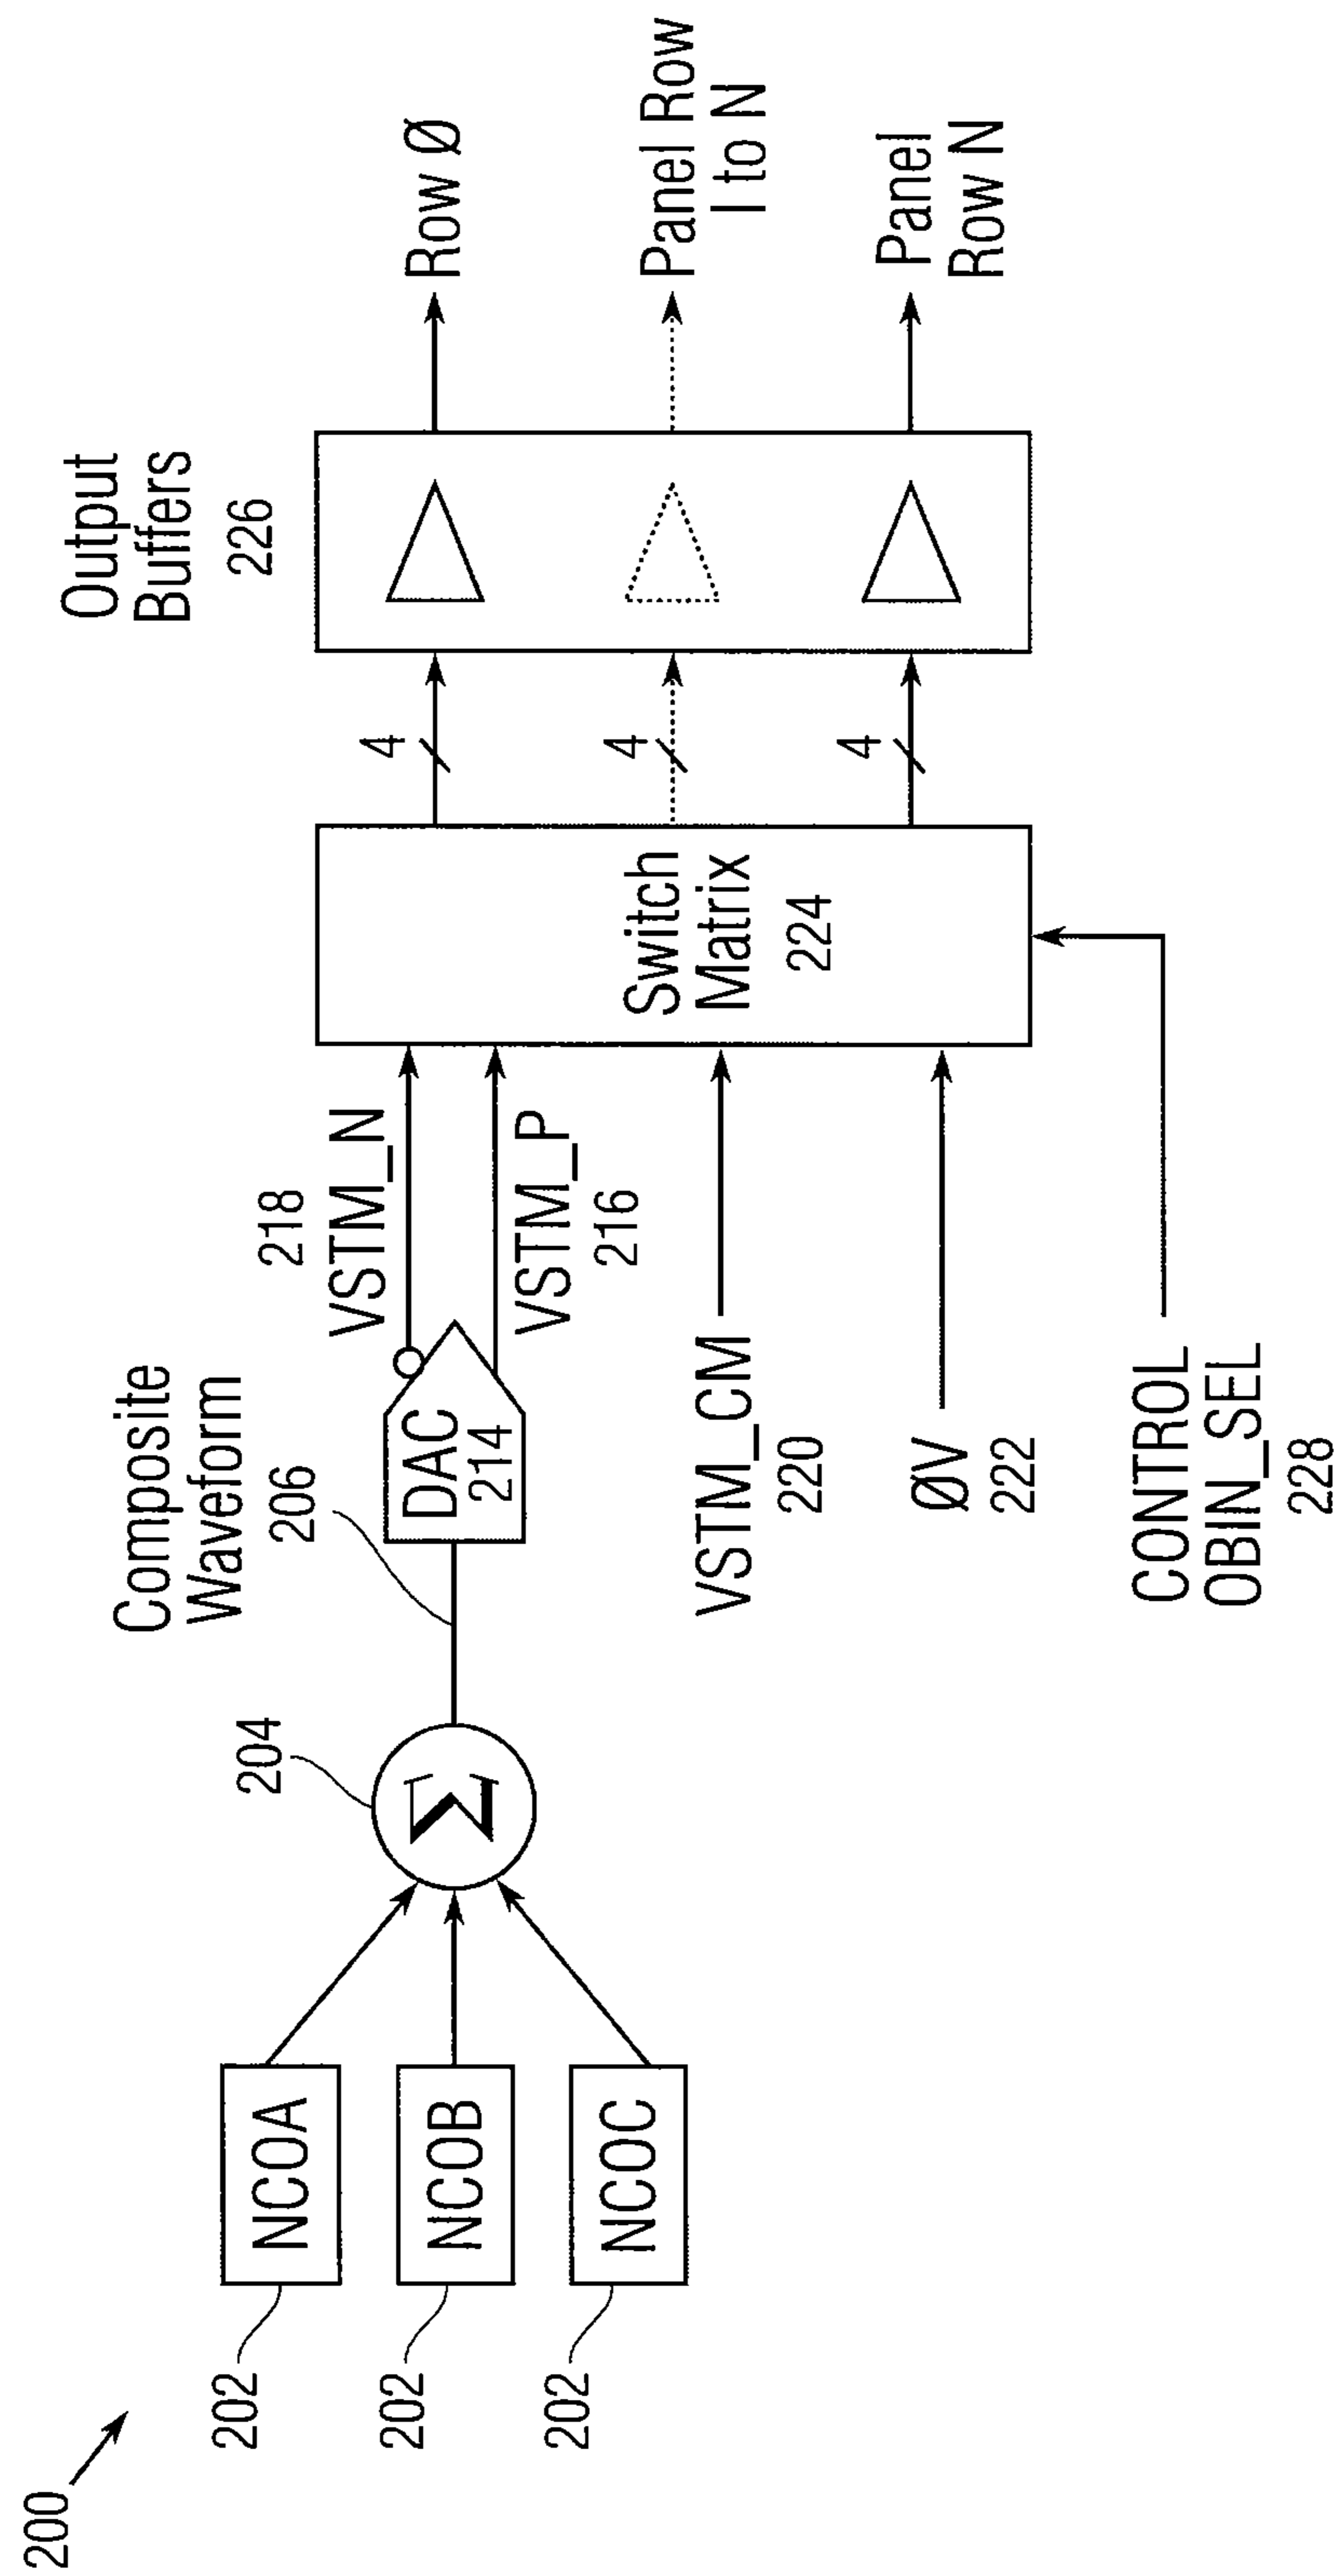 200
202
NCOA
202
NCOB
202
NCOC
204
Σ
Composite
Waveform
206
DAC
214
218
VSTM_N
VSTM_P
216
VSTM_CM
220
ØV
222
CONTROL
OBIN_SEL
228
Switch
Matrix
224
4
4
4
Output
Buffers
226
Row Ø
Panel Row
I to N
Panel
Row N